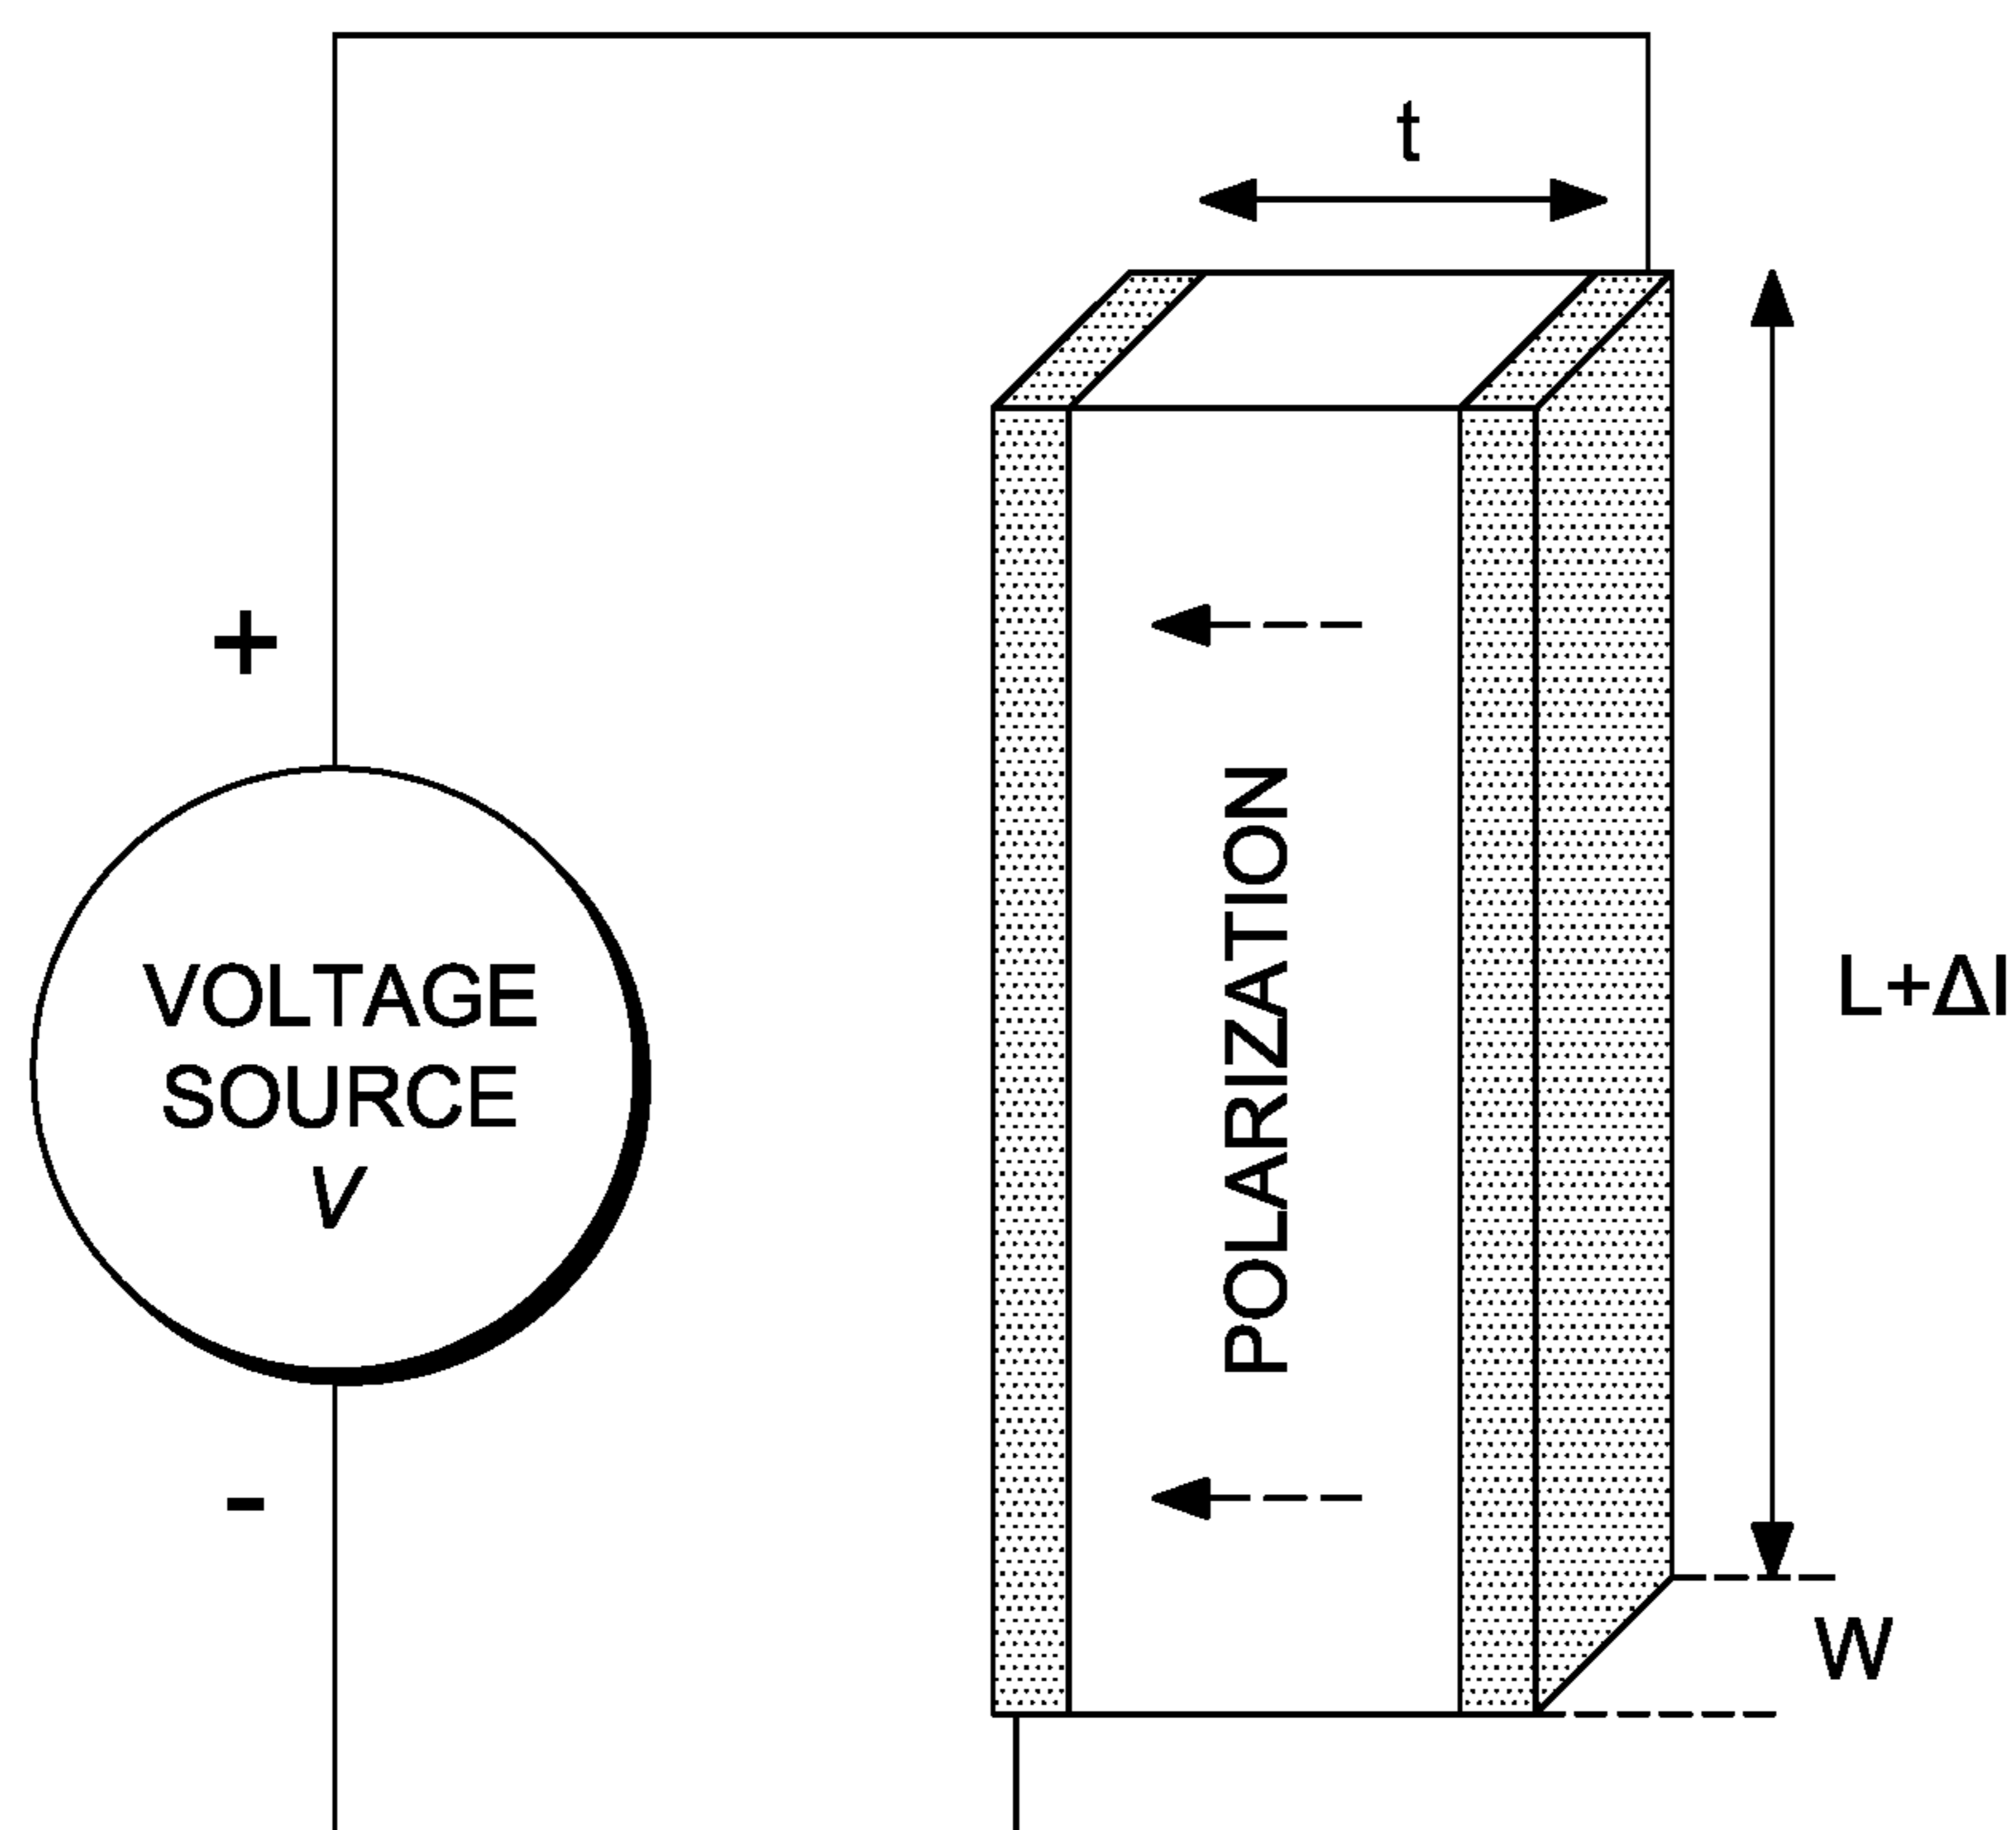 t
+
POLARIZATION
VOLTAGE
SOURCE
V
L+Δl
-
W